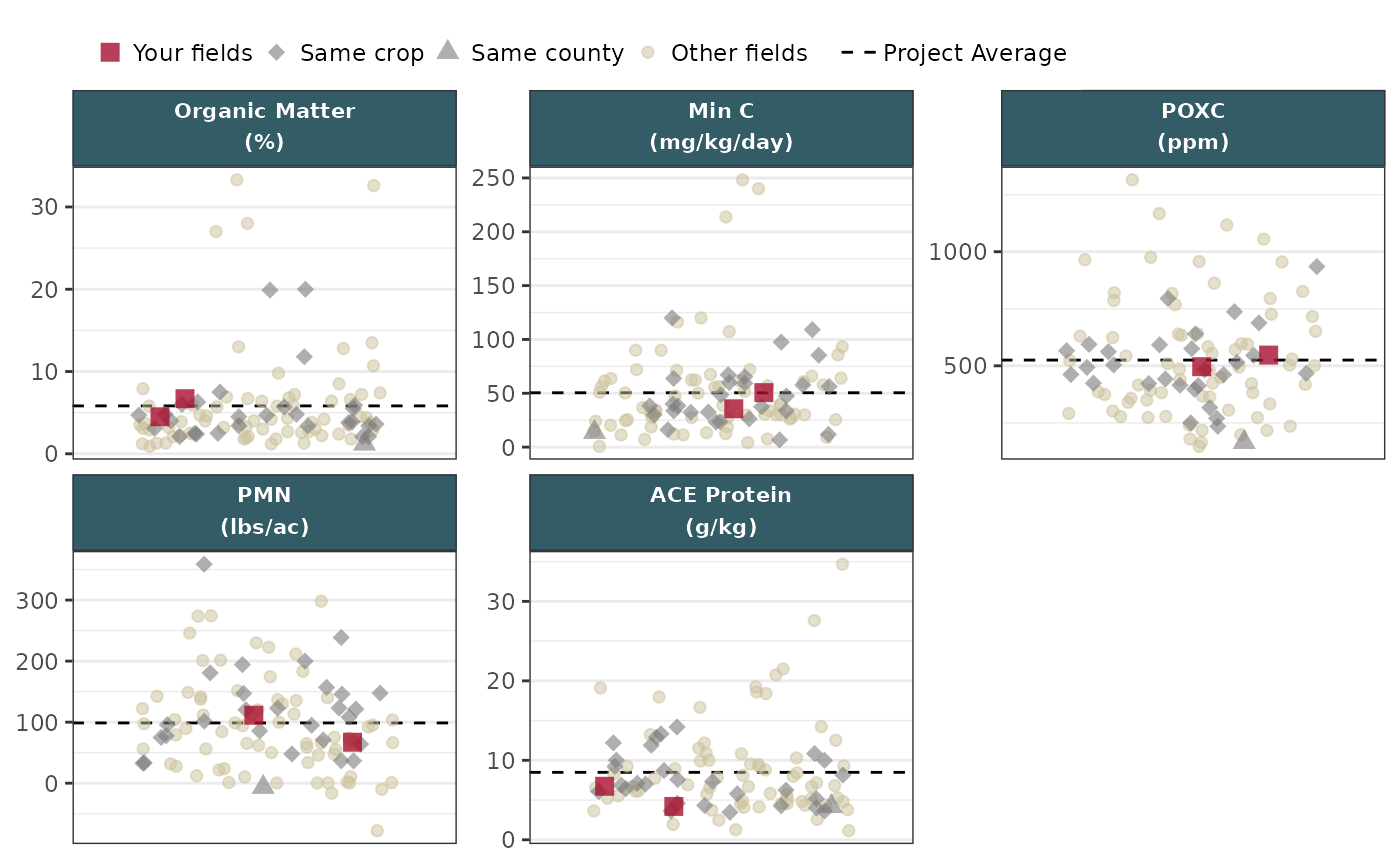 Your fields Same crop Same county Other fields Project Average
Organic Matter
(%)
Min C
(mg/kg/day)
POXC
(ppm)
30
20
10
0
250
200
150
100
50
0
1000
500
PMN
(lbs/ac)
ACE Protein
(g/kg)
300
200
100
0
30
20
10
0